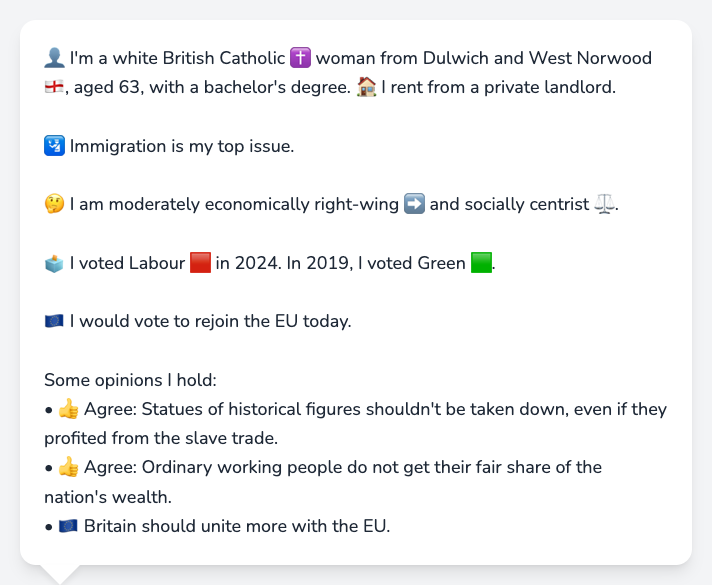 👤 I'm a white British Catholic ✝️ woman from Dulwich and West Norwood
🏴󠁧󠁢󠁥󠁮󠁧󠁿, aged 63, with a bachelor's degree. 🏠 I rent from a private landlord.
🛂 Immigration is my top issue.
🤔 I am moderately economically right-wing ➡️ and socially centrist ⚖️.
🗳️ I voted Labour 🟥 in 2024. In 2019, I voted Green 🟩.
🇪🇺 I would vote to rejoin the EU today.
Some opinions I hold:
• 👍 Agree: Statues of historical figures shouldn't be taken down, even if they
profited from the slave trade.
• 👍 Agree: Ordinary working people do not get their fair share of the
nation's wealth.
• 🇪🇺 Britain should unite more with the EU.